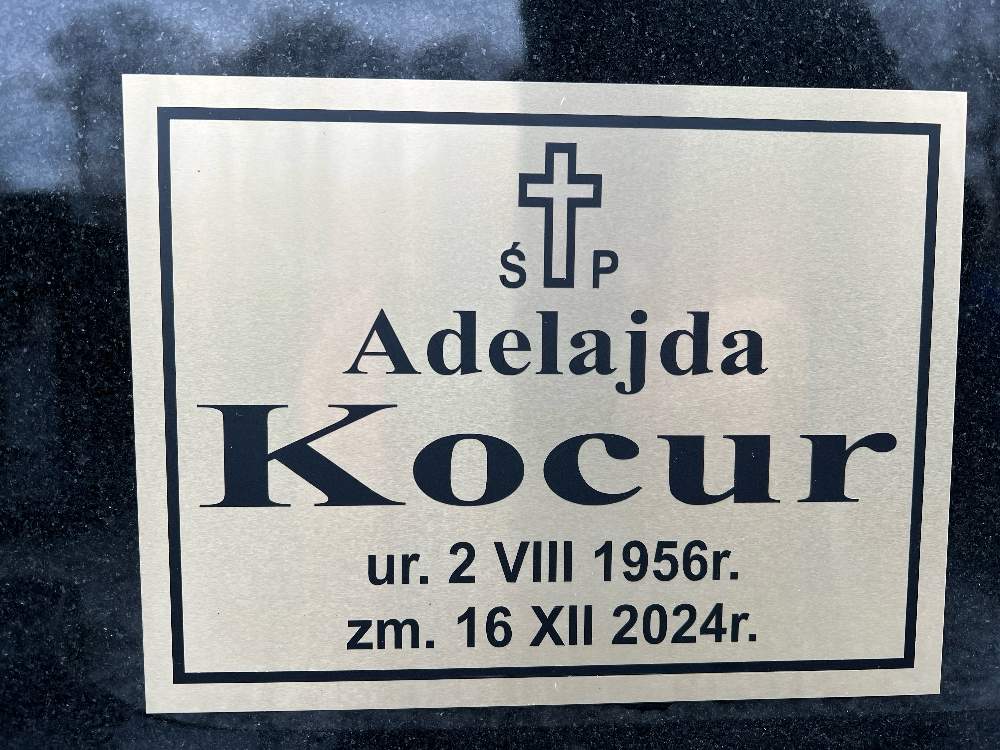 Ś P
Adelajda
Kocur
ur. 2 VIII 1956r.
zm. 16 XII 2024r.